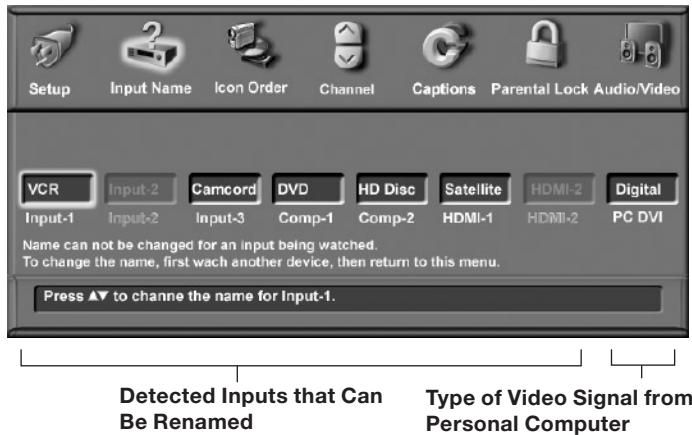 Setup Input Name Icon Order Channel Captions Parental Lock Audio/Video
VCR Input-2 Camcord DVD HD Disc Satellite HDMI-2 Digital
Input-1 Input-2 Input-3 Comp-1 Comp-2 HDMI-1 HDMI-2 PC DVI
Name can not be changed for an input being watched.
To change the name, first wach another device, then return to this menu.
Press ▲▼ to channe the name for Input-1.
Detected Inputs that Can
Be Renamed
Type of Video Signal from
Personal Computer